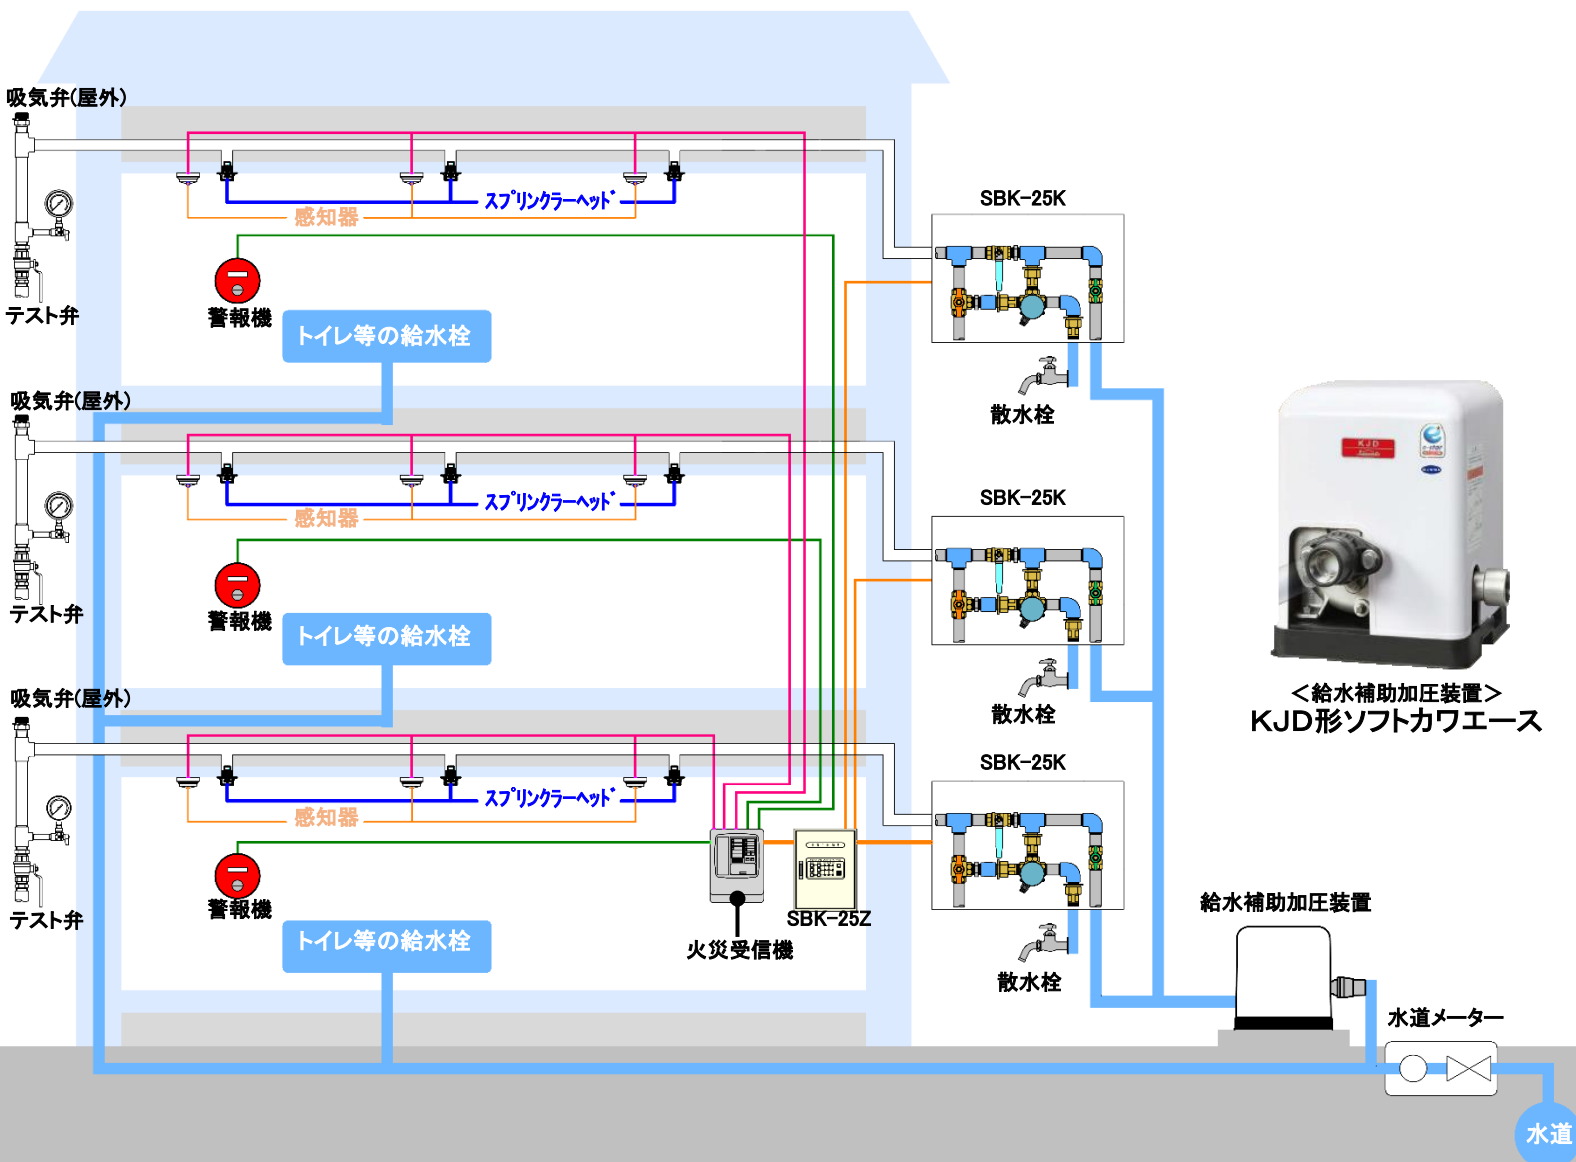 吸気弁(屋外)
スプリンクラーヘッド
感知器
テスト弁
警報機
トイレ等の給水栓
SBK-25K
散水栓
吸気弁(屋外)
スプリンクラーヘッド
感知器
テスト弁
警報機
トイレ等の給水栓
SBK-25K
散水栓
KJD
<給水補助加圧装置>
KJD形ソフトカワエース
吸気弁(屋外)
スプリンクラーヘッド
感知器
テスト弁
警報機
トイレ等の給水栓
火災受信機
SBK-25Z
SBK-25K
散水栓
給水補助加圧装置
水道メーター
水道